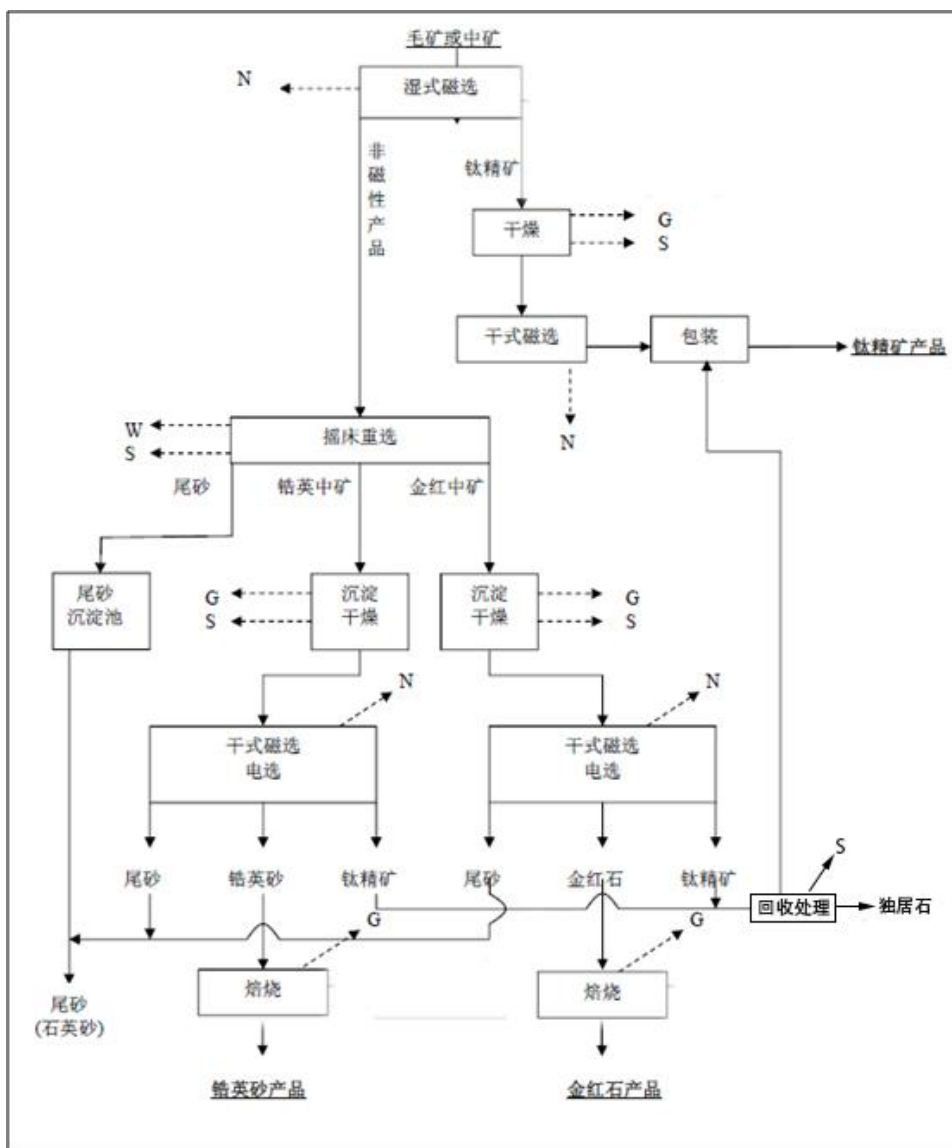 毛矿或中矿
N
湿式磁选
非磁性产品
钛精矿
干燥
G
S
干式磁选
包装
钛精矿产品
N
W
S
摇床重选
尾砂
锆英中矿
金红中矿
尾砂
沉淀池
G
S
沉淀
干燥
沉淀
干燥
G
S
N
N
干式磁选
电选
干式磁选
电选
尾砂
锆英砂
钛精矿
尾砂
金红石
钛精矿
S
回收处理
独居石
G
G
焙烧
焙烧
尾砂
(石英砂)
锆英砂产品
金红石产品